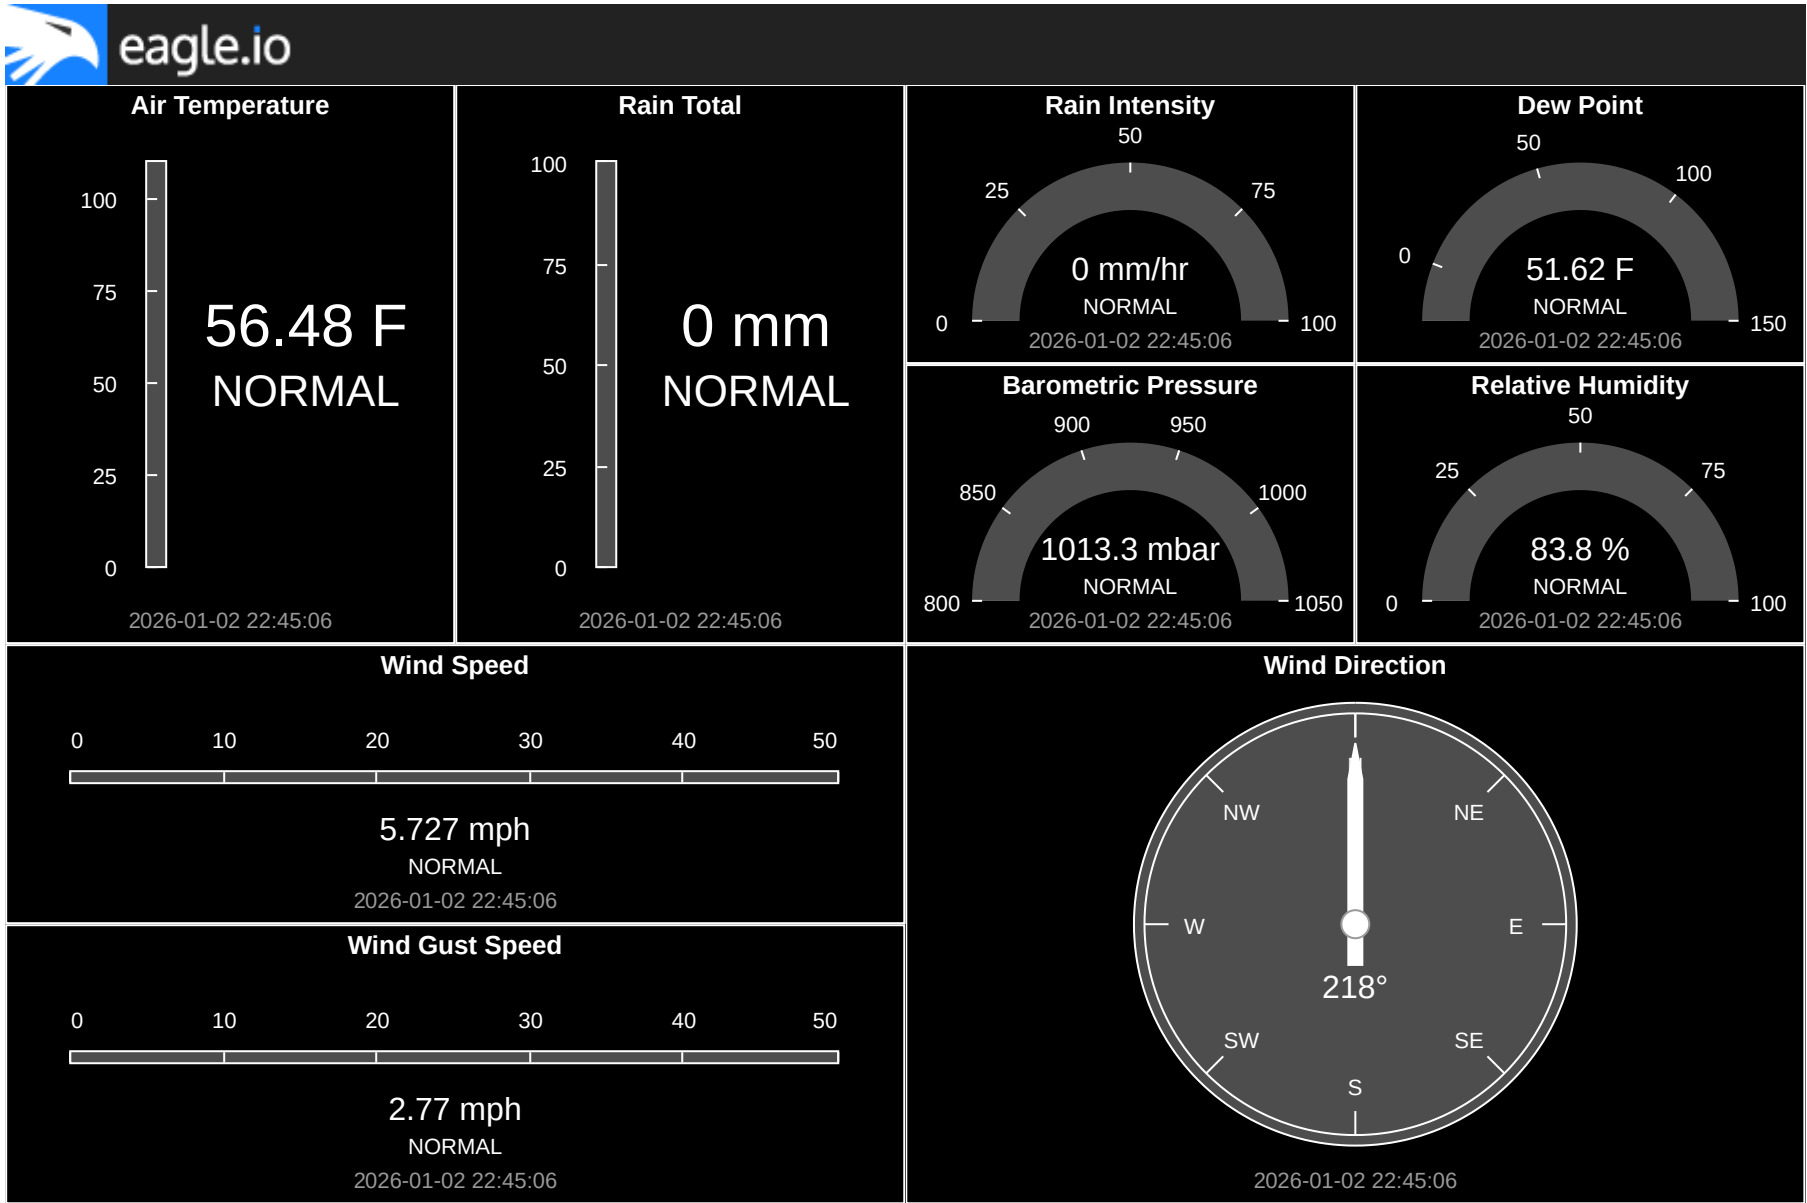 eagle.io
Air Temperature
100
75
50
25
0
56.48 F
NORMAL
2026-01-02 22:45:06
Rain Total
100
75
50
25
0
0 mm
NORMAL
2026-01-02 22:45:06
Rain Intensity
50
25
75
0
100
0 mm/hr
NORMAL
2026-01-02 22:45:06
Dew Point
50
100
0
150
51.62 F
NORMAL
2026-01-02 22:45:06
Barometric Pressure
900
950
850
1000
800
1050
1013.3 mbar
NORMAL
2026-01-02 22:45:06
Relative Humidity
50
25
75
0
100
83.8 %
NORMAL
2026-01-02 22:45:06
Wind Speed
0 10 20 30 40 50
5.727 mph
NORMAL
2026-01-02 22:45:06
Wind Gust Speed
0 10 20 30 40 50
2.77 mph
NORMAL
2026-01-02 22:45:06
Wind Direction
NW NE
W E
218°
SW SE
S
2026-01-02 22:45:06